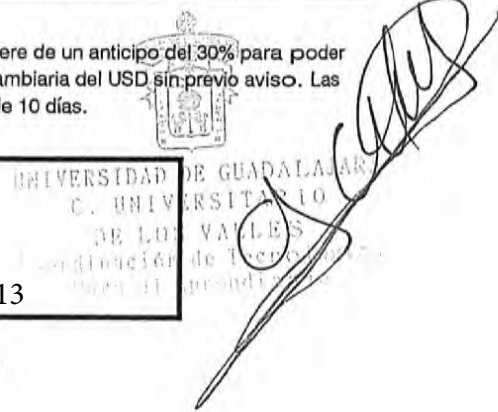 ere de un anticipo del 30% para poder
ambiaria del USD sin previo aviso. Las
e 10 días.
UNIVERSIDAD DE GUADALAJARA
C. UNIVERSITARIO
DE LOS VALLES
de
13